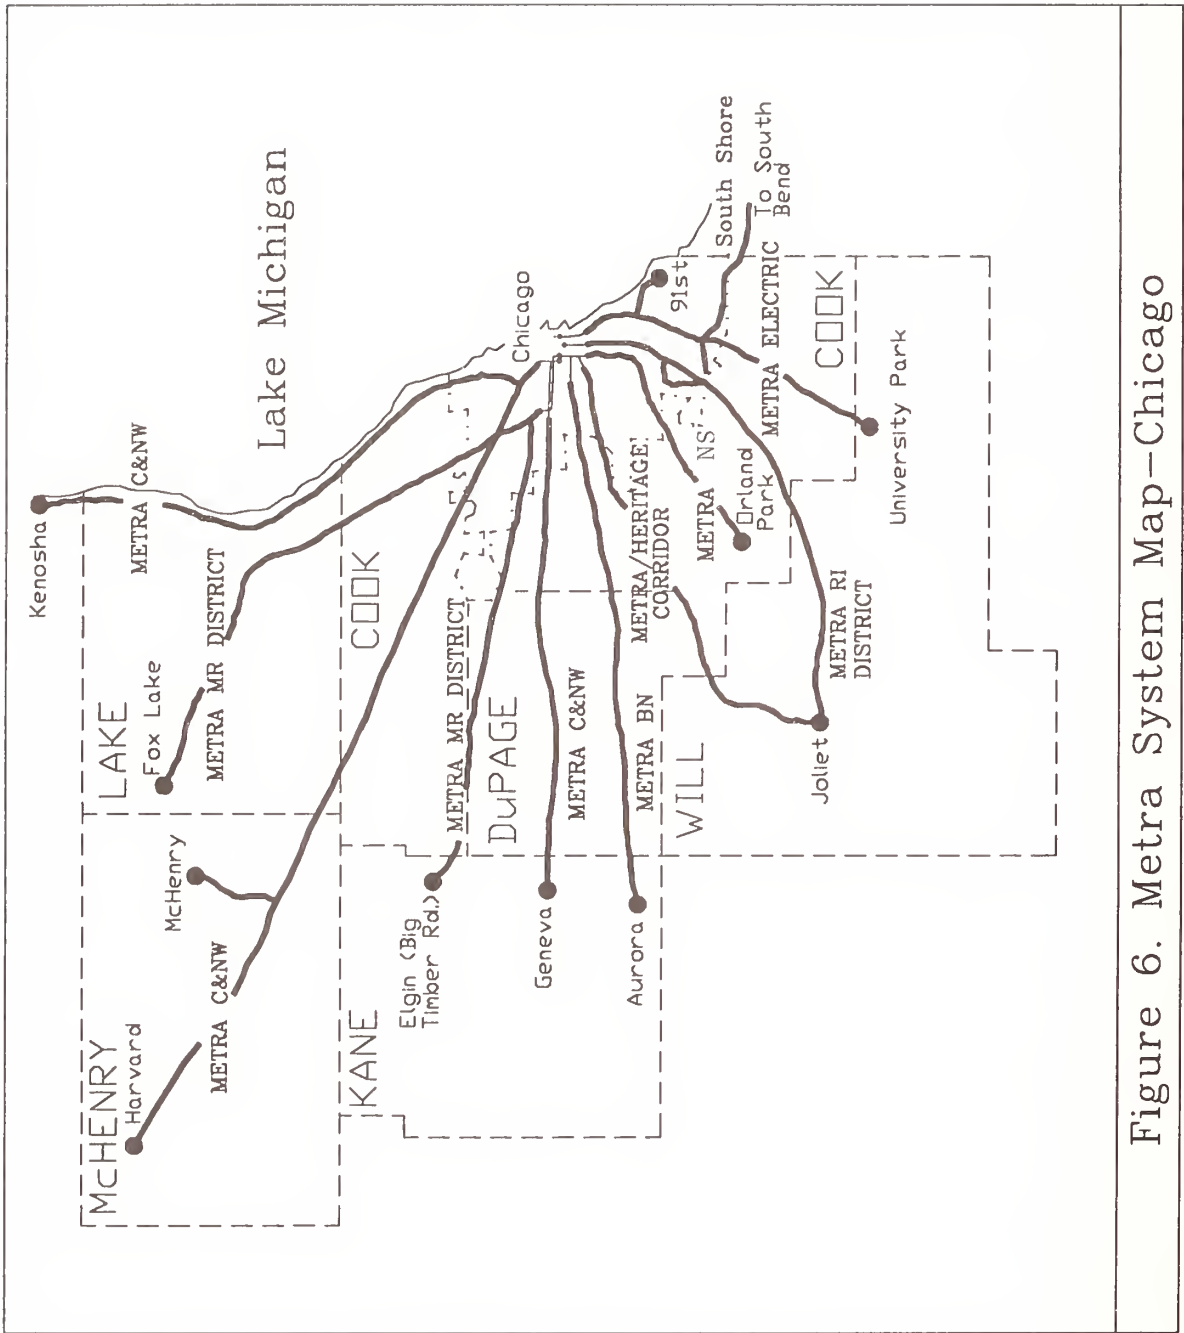 Kenosha
METRA C&NW
Lake Michigan
LAKE
Fox Lake
METRA MR DISTRICT
McHENRY
Harvard
McHenry
METRA C&NW
COOK
KANE
Elgin (Big
Timber Rd.)
METRA MR DISTRICT
DuPAGE
Geneva
METRA C&NW
Aurora
METRA BN
Chicago
91st
South Shore
To South
Bend
METRA ELECTRIC
COOK
METRA/HERITAGE
CORRIDOR
METRA NS
Orland
Park
University Park
WILL
METRA RI
DISTRICT
Joliet
Figure 6. Metra System Map-Chicago